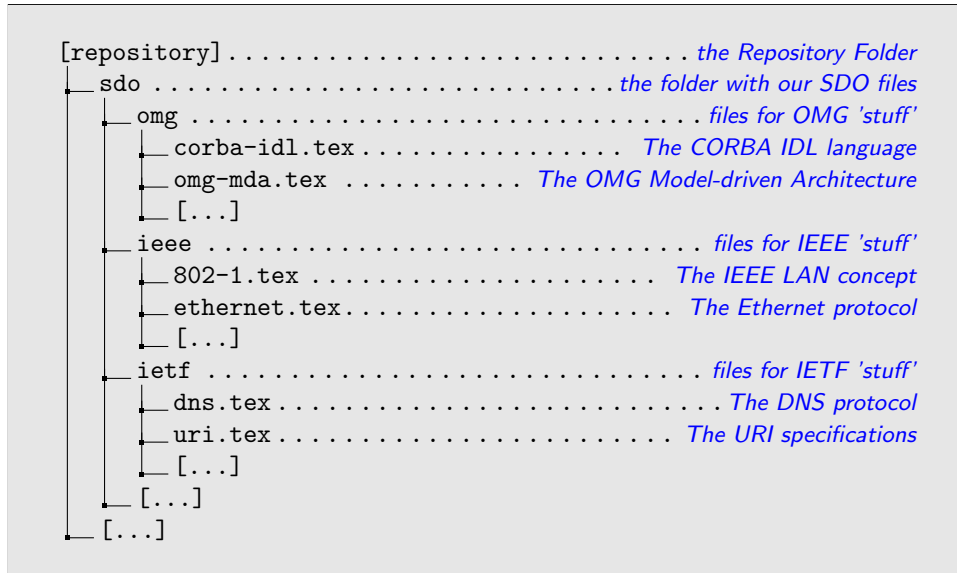 [repository]................................ the Repository Folder
sdo ................................ the folder with our SDO files
omg ...................................... files for OMG 'stuff'
corba-idl.tex.................... The CORBA IDL language
omg-mda.tex ............ The OMG Model-driven Architecture
[...]
ieee ..................................... files for IEEE 'stuff'
802-1.tex .......................... The IEEE LAN concept
ethernet.tex......................... The Ethernet protocol
[...]
ietf ..................................... files for IETF 'stuff'
dns.tex................................. The DNS protocol
uri.tex.............................. The URI specifications
[...]
[...]
[...]